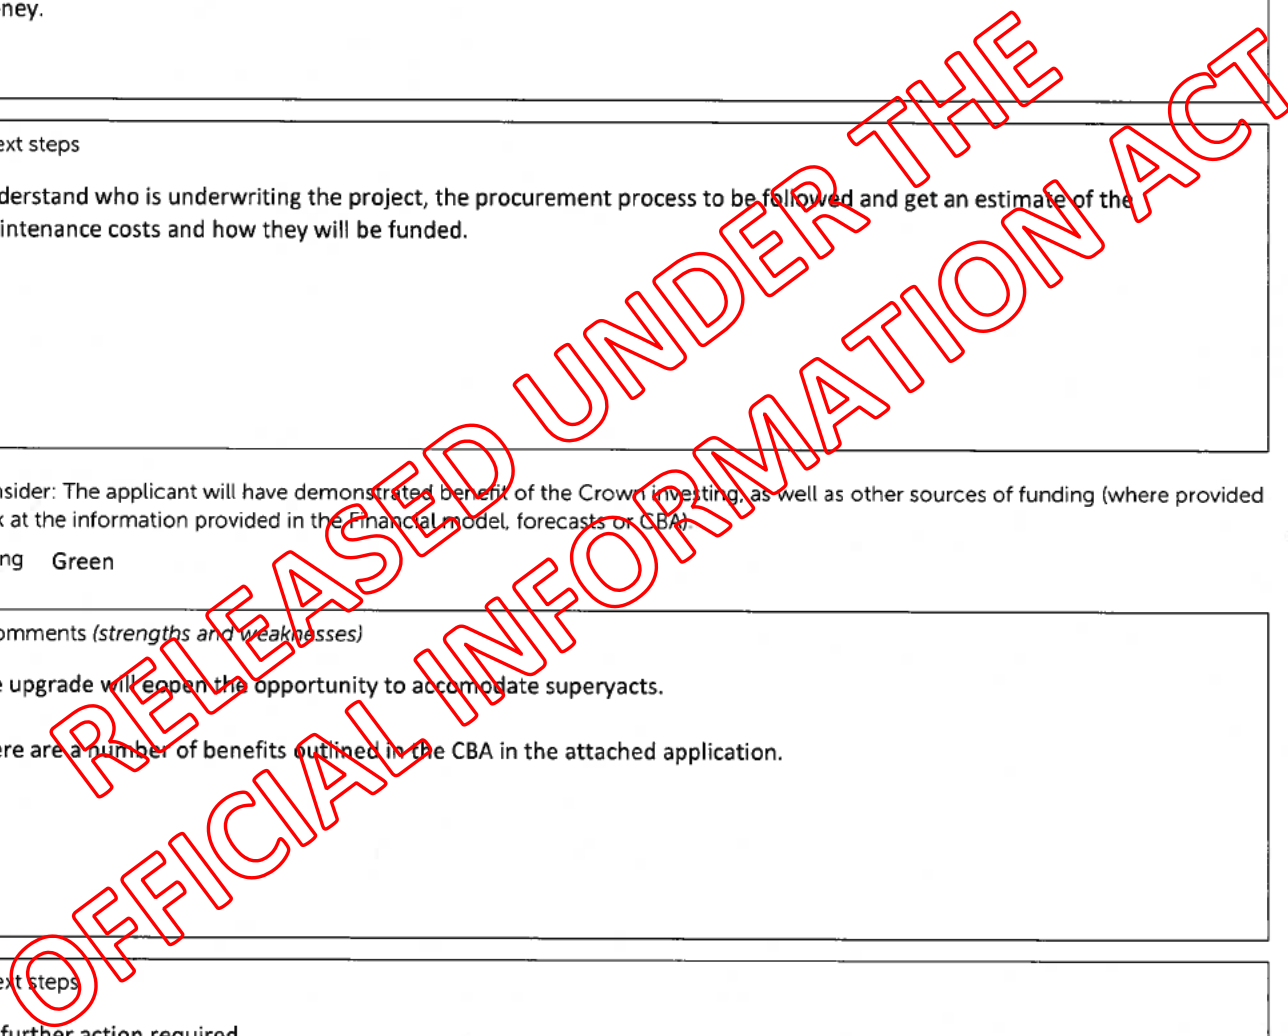 ney.
ext steps
derstand who is underwriting the project, the procurement process to be followed and get an estimate of the
intenance costs and how they will be funded.
nsider: The applicant will have demonstrated benefit of the Crown investing, as well as other sources of funding (where provided
k at the information provided in the Financial model, forecasts or CBA).
ng Green
omments (strengths and weaknesses)
e upgrade will eopen the opportunity to accomodate superyacts.
ere are a number of benefits outlined in the CBA in the attached application.
ext steps
further action required
RELEASED UNDER THE
OFFICIAL INFORMATION ACT